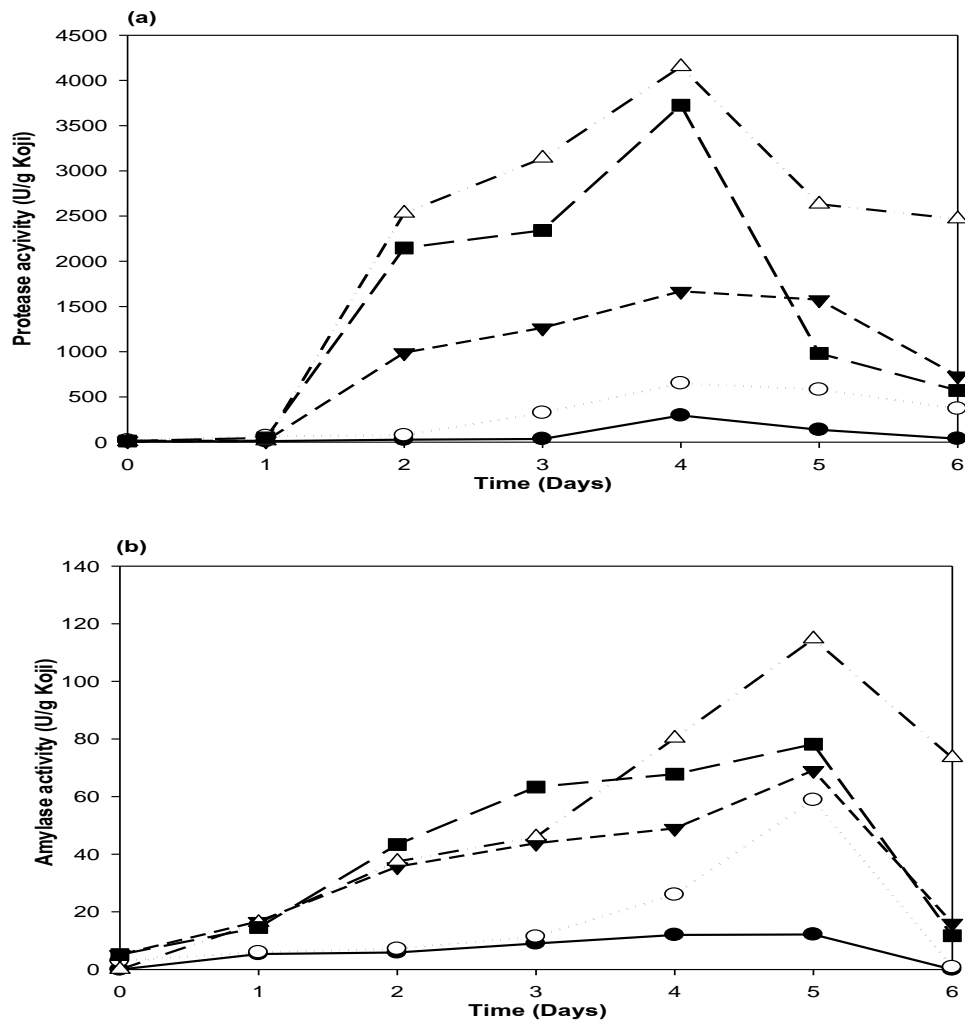 (a)
4500
4000
3500
3000
2500
2000
1500
1000
500
0
Protease acyivity (U/g Koji)
0 1 2 3 4 5 6
Time (Days)
(b)
140
120
100
80
60
40
20
0
Amylase activity (U/g Koji)
0 1 2 3 4 5 6
Time (Days)